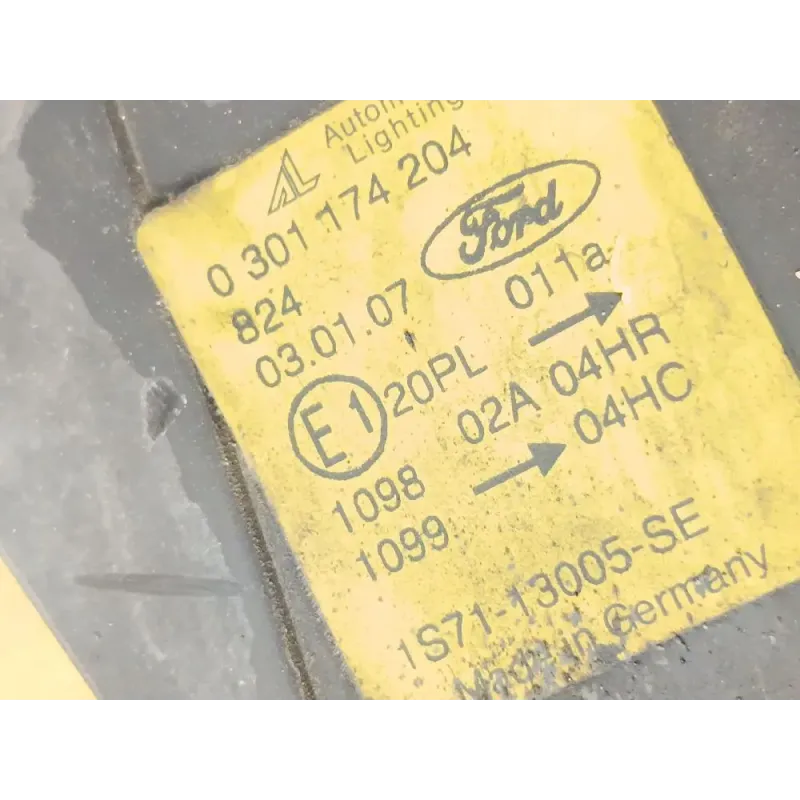 Lighting
0 301 174 204
Ford
824
03.01.07
011a
E1 20PL
02A 04HR
1098 04HC
1099
1S71-13005-SE
Made in Germany